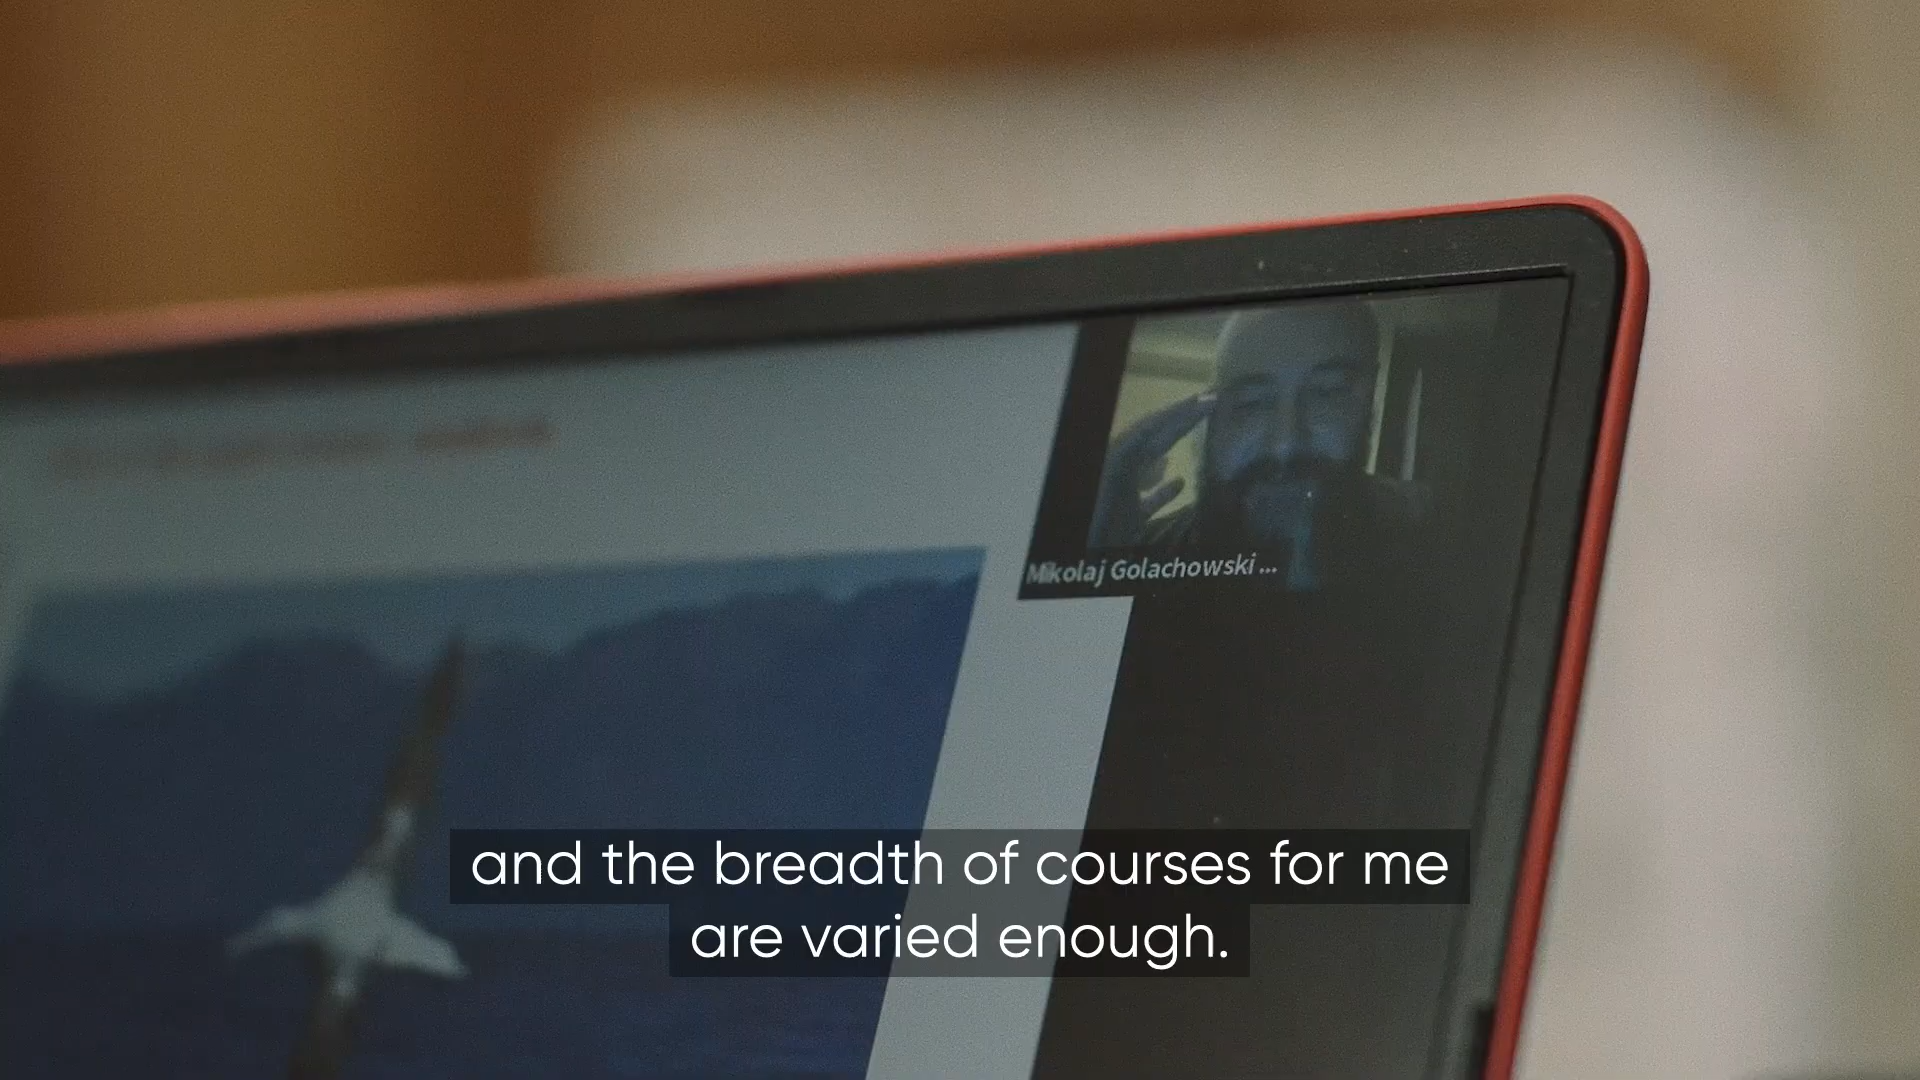 Mikolaj Golachowski ...
and the breadth of courses for me
are varied enough.